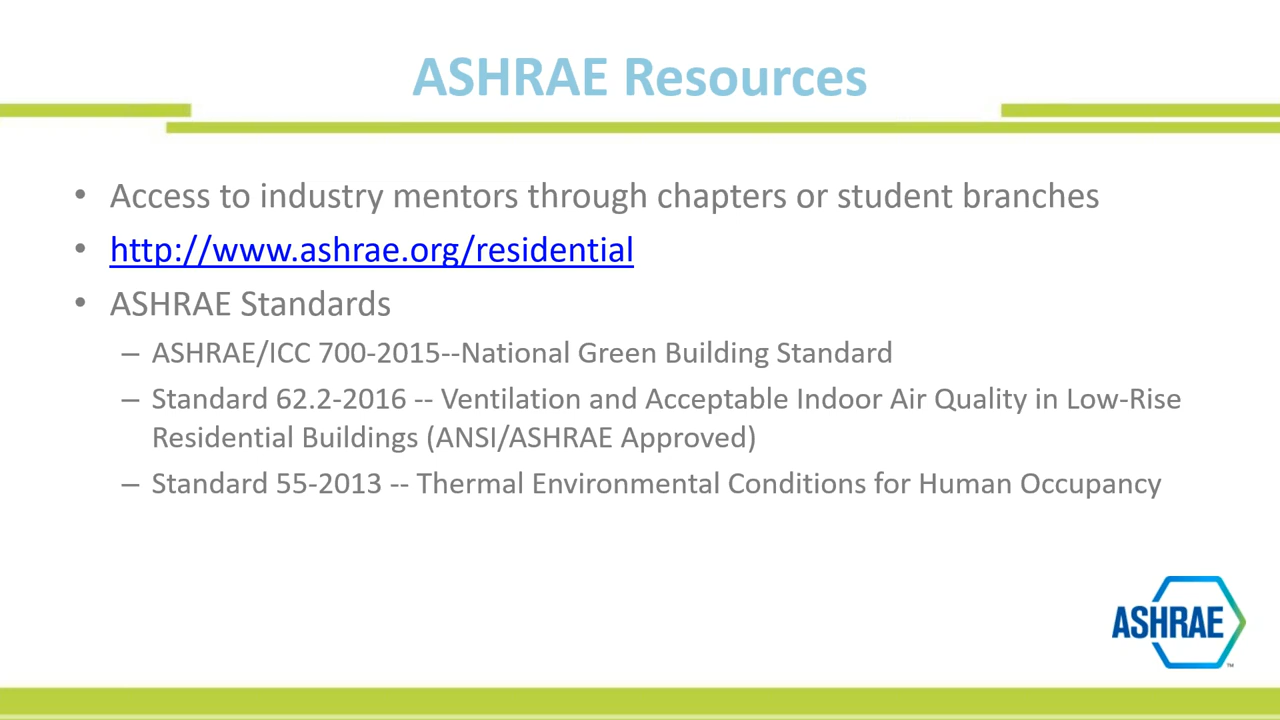 ASHRAE Resources
• Access to industry mentors through chapters or student branches
• http://www.ashrae.org/residential
• ASHRAE Standards
– ASHRAE/ICC 700-2015--National Green Building Standard
– Standard 62.2-2016 -- Ventilation and Acceptable Indoor Air Quality in Low-Rise
Residential Buildings (ANSI/ASHRAE Approved)
– Standard 55-2013 -- Thermal Environmental Conditions for Human Occupancy
ASHRAE
™